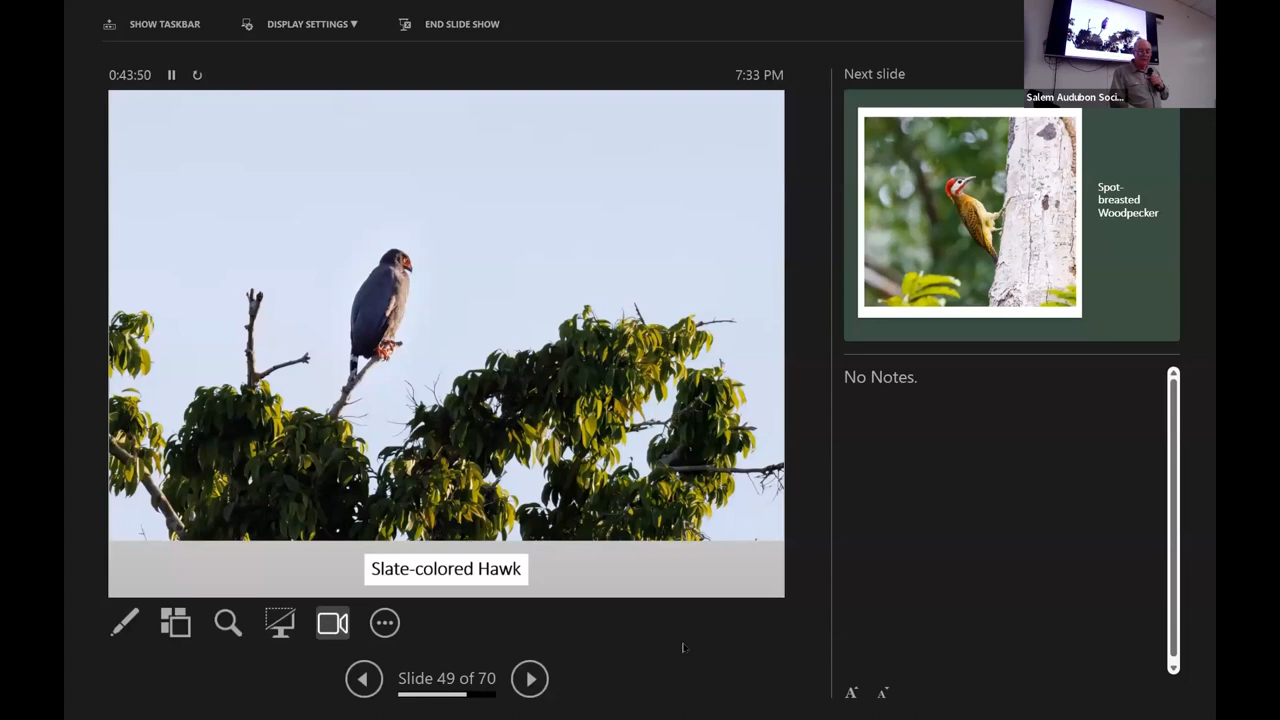 SHOW TASKBAR
DISPLAY SETTINGS ▼
END SLIDE SHOW
0:43:50
7:33 PM
Next slide
Salem Audubon Soci...
Spot-
breasted
Woodpecker
No Notes.
Slate-colored Hawk
Slide 49 of 70
A A